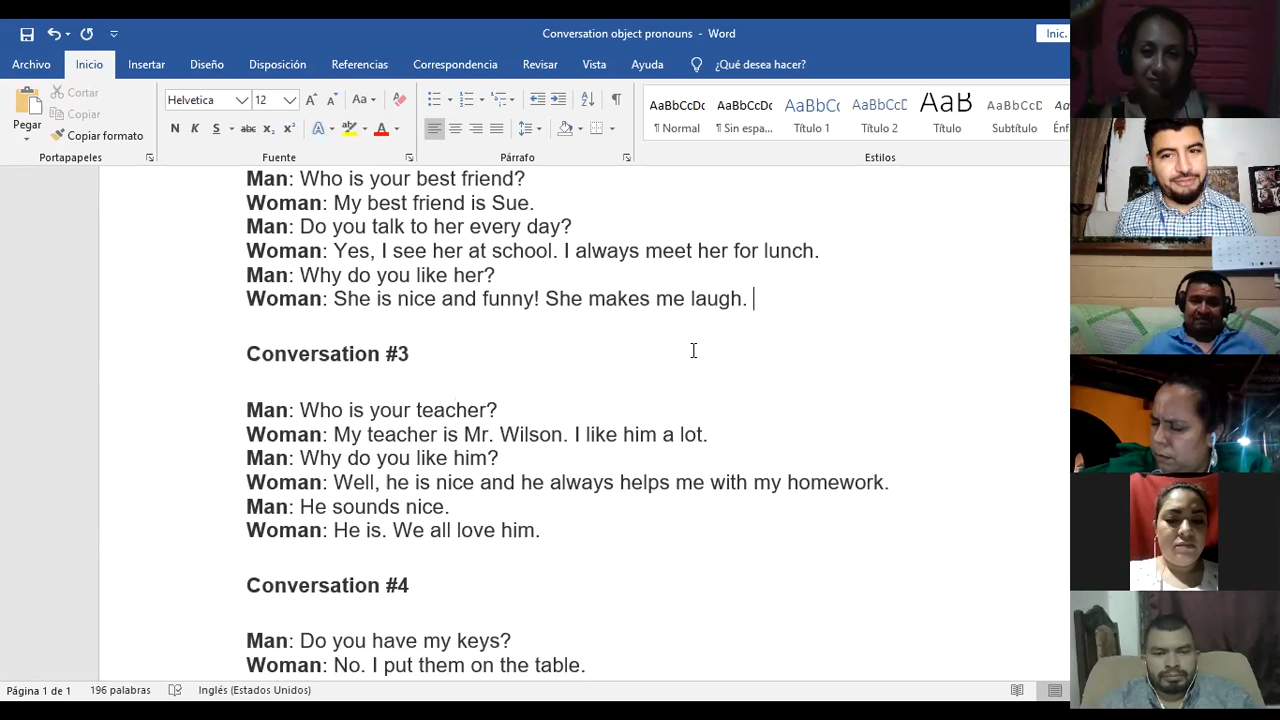 Conversation object pronouns - Word
Inic.
Archivo Inicio Insertar Diseño Disposición Referencias Correspondencia Revisar Vista Ayuda ¿Qué desea hacer?
Pegar
Cortar
Copiar
Copiar formato
Portapapeles
Helvetica 12
Aa
N K S abc x₂ x² A A
Fuente
Párrafo
AaBbCcDc ¶ Normal
AaBbCcDc ¶ Sin espa...
AaBbCc Título 1
AaBbCcD Título 2
AaB Título
AaBbCcD Subtítulo
Estilos
Man: Who is your best friend?
Woman: My best friend is Sue.
Man: Do you talk to her every day?
Woman: Yes, I see her at school. I always meet her for lunch.
Man: Why do you like her?
Woman: She is nice and funny! She makes me laugh.
Conversation #3
Man: Who is your teacher?
Woman: My teacher is Mr. Wilson. I like him a lot.
Man: Why do you like him?
Woman: Well, he is nice and he always helps me with my homework.
Man: He sounds nice.
Woman: He is. We all love him.
Conversation #4
Man: Do you have my keys?
Woman: No. I put them on the table.
Página 1 de 1 196 palabras Inglés (Estados Unidos)